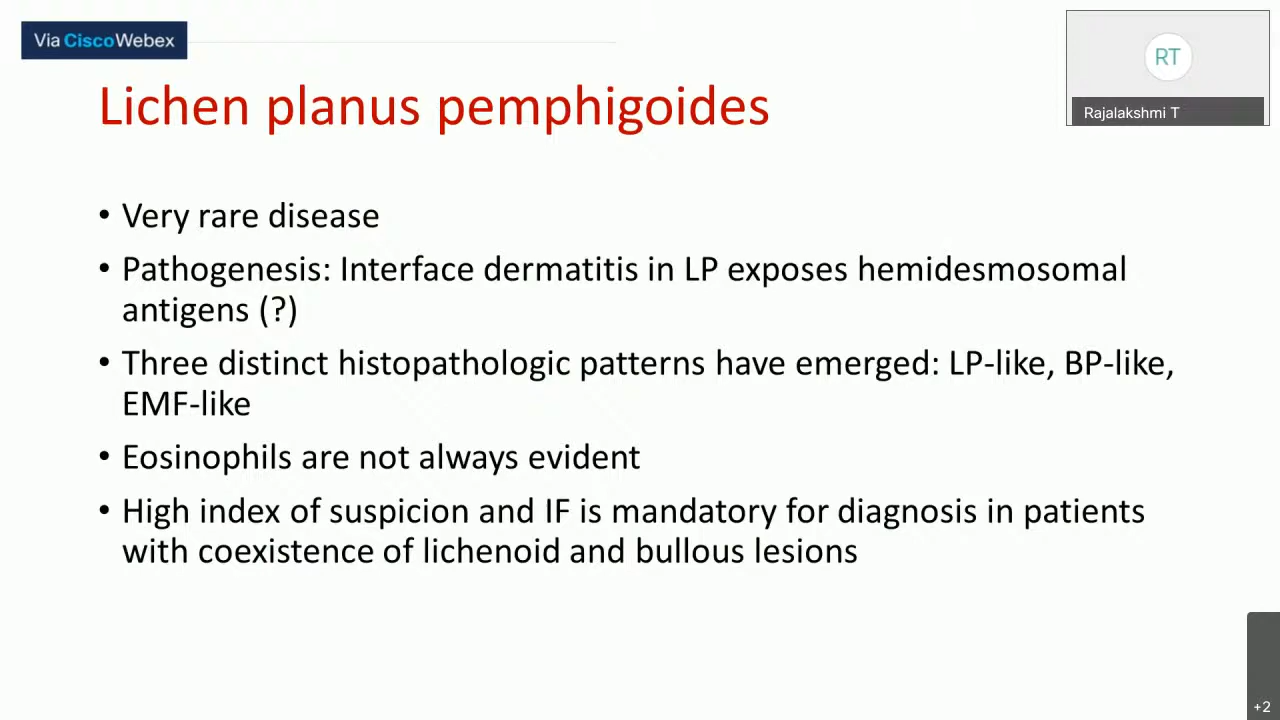 Via CiscoWebex
RT
Rajalakshmi T
Lichen planus pemphigoides
• Very rare disease
• Pathogenesis: Interface dermatitis in LP exposes hemidesmosomal
antigens (?)
• Three distinct histopathologic patterns have emerged: LP-like, BP-like,
EMF-like
• Eosinophils are not always evident
• High index of suspicion and IF is mandatory for diagnosis in patients
with coexistence of lichenoid and bullous lesions
+2